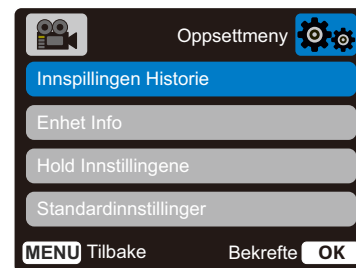 Oppsettmeny
Innspillingen Historie
Enhet Info
Hold Innstillingene
Standardinnstillinger
MENU Tilbake Bekrefte OK